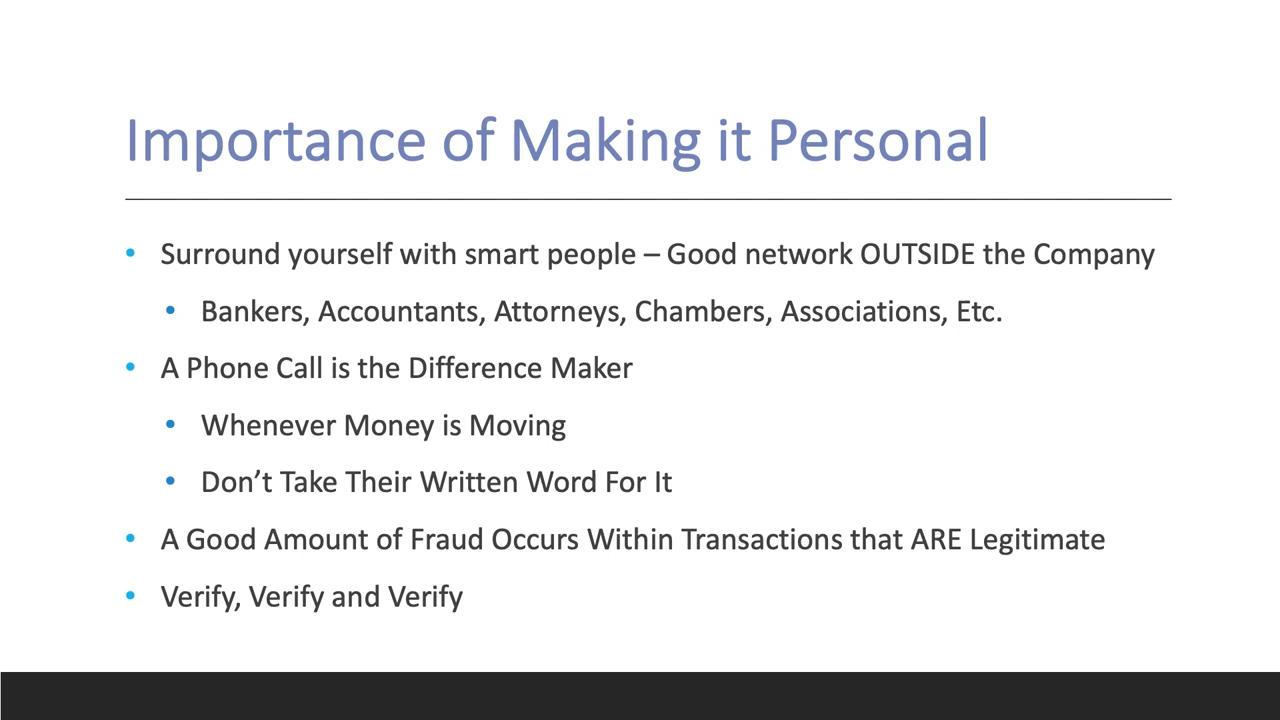 Importance of Making it Personal
• Surround yourself with smart people – Good network OUTSIDE the Company
• Bankers, Accountants, Attorneys, Chambers, Associations, Etc.
• A Phone Call is the Difference Maker
• Whenever Money is Moving
• Don’t Take Their Written Word For It
• A Good Amount of Fraud Occurs Within Transactions that ARE Legitimate
• Verify, Verify and Verify